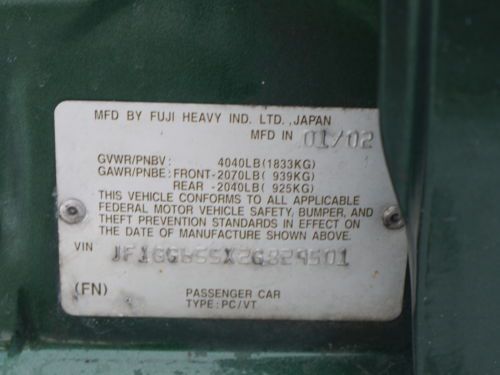 MFD BY FUJI HEAVY IND. LTD.,JAPAN
MFD IN 01/02
GVWR/PNBV: 4040LB(1833KG)
GAWR/PNBE: FRONT-2070LB( 939KG)
REAR -2040LB( 925KG)
THIS VEHICLE CONFORMS TO ALL APPLICABLE
FEDERAL MOTOR VEHICLE SAFETY, BUMPER, AND
THEFT PREVENTION STANDARDS IN EFFECT ON
THE DATE OF MANUFACTURE SHOWN ABOVE.
VIN
(FN) PASSENGER CAR
TYPE:PC/VT